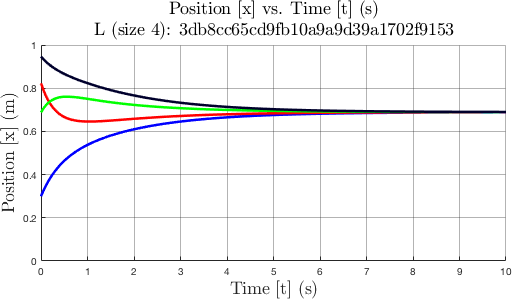 Position [x] vs. Time [t] (s)
L (size 4): 3db8cc65cd9fb10a9a9d39a1702f9153
Position [x] (m)
1
0.8
0.6
0.4
0.2
0
0 1 2 3 4 5 6 7 8 9 10
Time [t] (s)